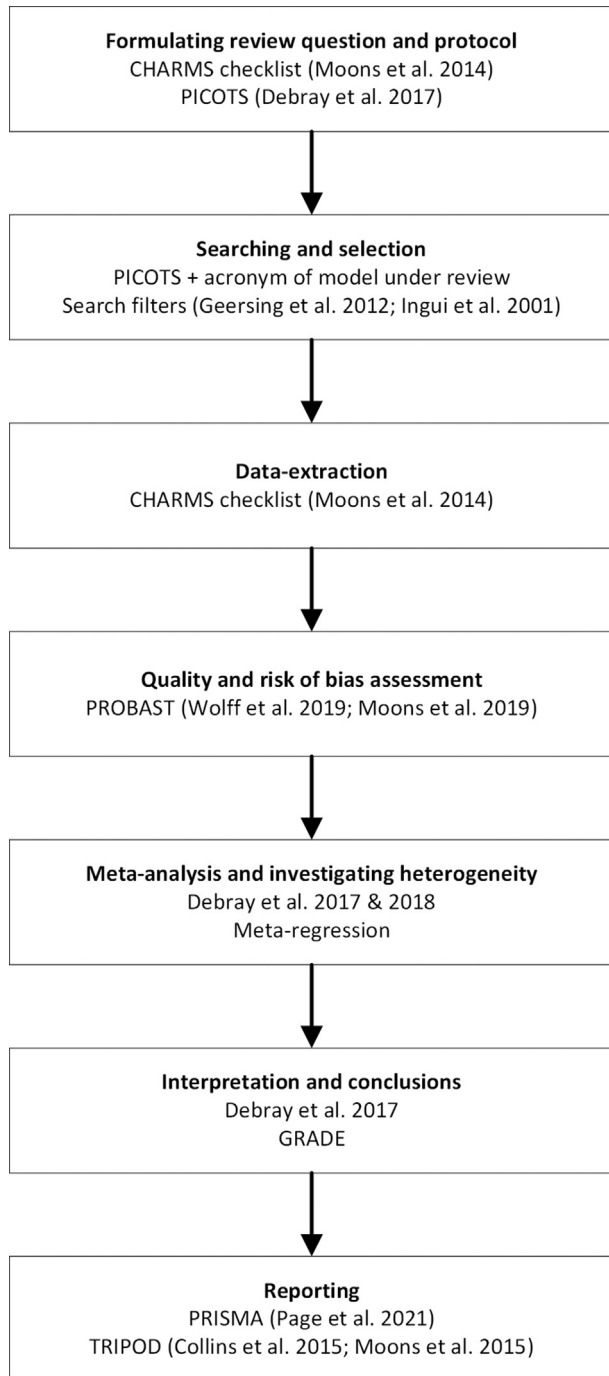 Formulating review question and protocol
CHARMS checklist (Moons et al. 2014)
PICOTS (Debray et al. 2017)
Searching and selection
PICOTS + acronym of model under review
Search filters (Geersing et al. 2012; Ingui et al. 2001)
Data-extraction
CHARMS checklist (Moons et al. 2014)
Quality and risk of bias assessment
PROBAST (Wolff et al. 2019; Moons et al. 2019)
Meta-analysis and investigating heterogeneity
Debray et al. 2017 & 2018
Meta-regression
Interpretation and conclusions
Debray et al. 2017
GRADE
Reporting
PRISMA (Page et al. 2021)
TRIPOD (Collins et al. 2015; Moons et al. 2015)